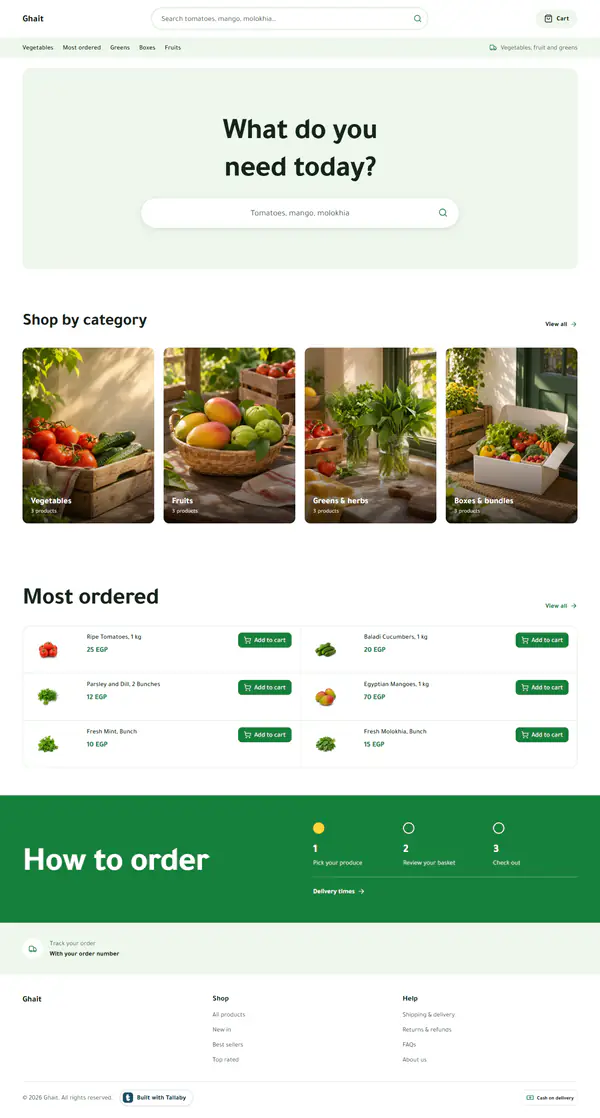 Ghait
Search tomatoes, mango, molokhia...
Cart
Vegetables
Most ordered
Greens
Boxes
Fruits
Vegetables, fruit and greens
What do you
need today?
Tomatoes, mango, molokhia
Shop by category
View all
Vegetables
3 products
Fruits
3 products
Greens & herbs
3 products
Boxes & bundles
3 products
Most ordered
View all
Ripe Tomatoes, 1 kg
25 EGP
Add to cart
Baladi Cucumbers, 1 kg
20 EGP
Add to cart
Parsley and Dill, 2 Bunches
12 EGP
Add to cart
Egyptian Mangoes, 1 kg
70 EGP
Add to cart
Fresh Mint, Bunch
10 EGP
Add to cart
Fresh Molokhia, Bunch
15 EGP
Add to cart
How to order
1
Pick your produce
2
Review your basket
3
Check out
Delivery times
Track your order
With your order number
Ghait
Shop
All products
New in
Best sellers
Top rated
Help
Shipping & delivery
Returns & refunds
FAQs
About us
© 2026 Ghait. All rights reserved.
t Built with Tallaby
Cash on delivery